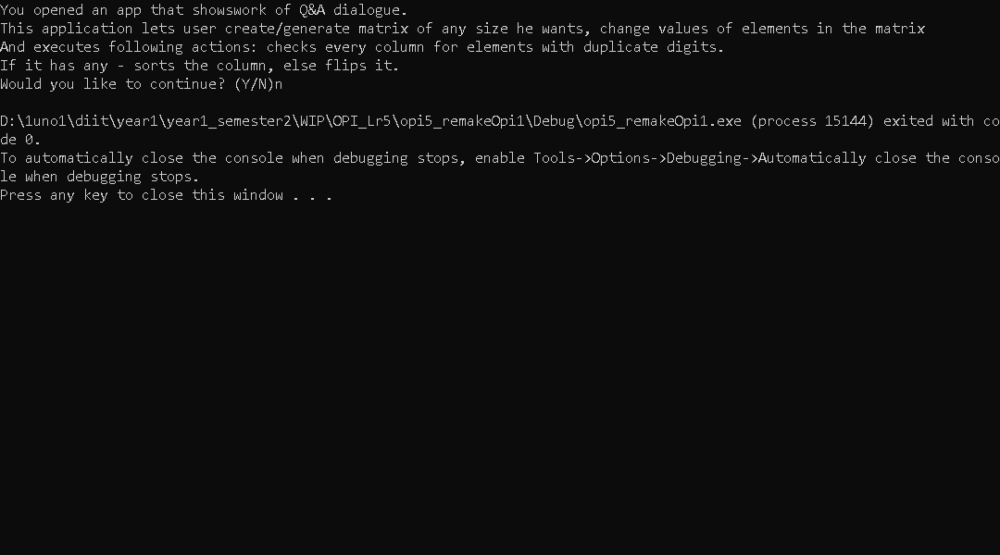 You opened an app that showswork of Q&A dialogue.
This application lets user create/generate matrix of any size he wants, change values of elements in the matrix
And executes following actions: checks every column for elements with duplicate digits.
If it has any - sorts the column, else flips it.
Would you like to continue? (Y/N)n
D:\1uno1\diit\year1\year1_semester2\WIP\OPI_Lr5\opi5_remakeOpi1\Debug\opi5_remakeOpi1.exe (process 15144) exited with co
de 0.
To automatically close the console when debugging stops, enable Tools->Options->Debugging->Automatically close the conso
le when debugging stops.
Press any key to close this window . . .